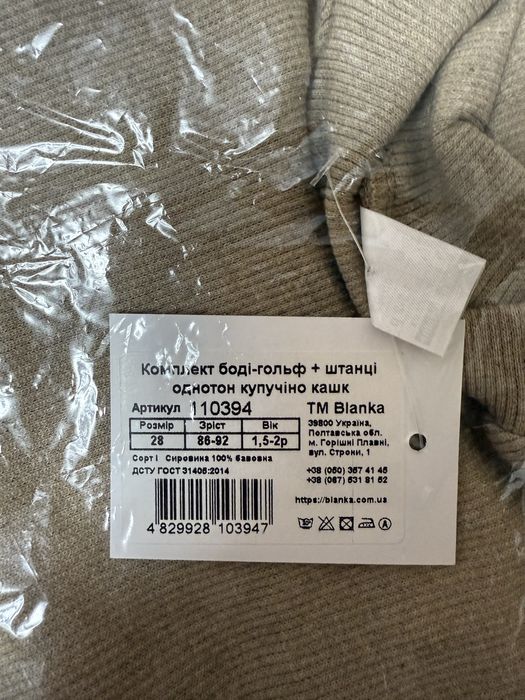 Комплект боді-гольф + штанці
однотон купучіно кашк
Артикул 110394
Розмір Зріст Вік
28 86-92 1,5-2р
Сорт I Сировина 100% бавовна
ДСТУ ГОСТ 31405:2014
4 829928 103947
ТМ Blanka
39800 Україна,
Полтавська обл.
м. Горішні Плавні,
вул. Строни, 1
+38 (050) 357 41 45
+38 (067) 531 81 52
https://blanka.com.ua